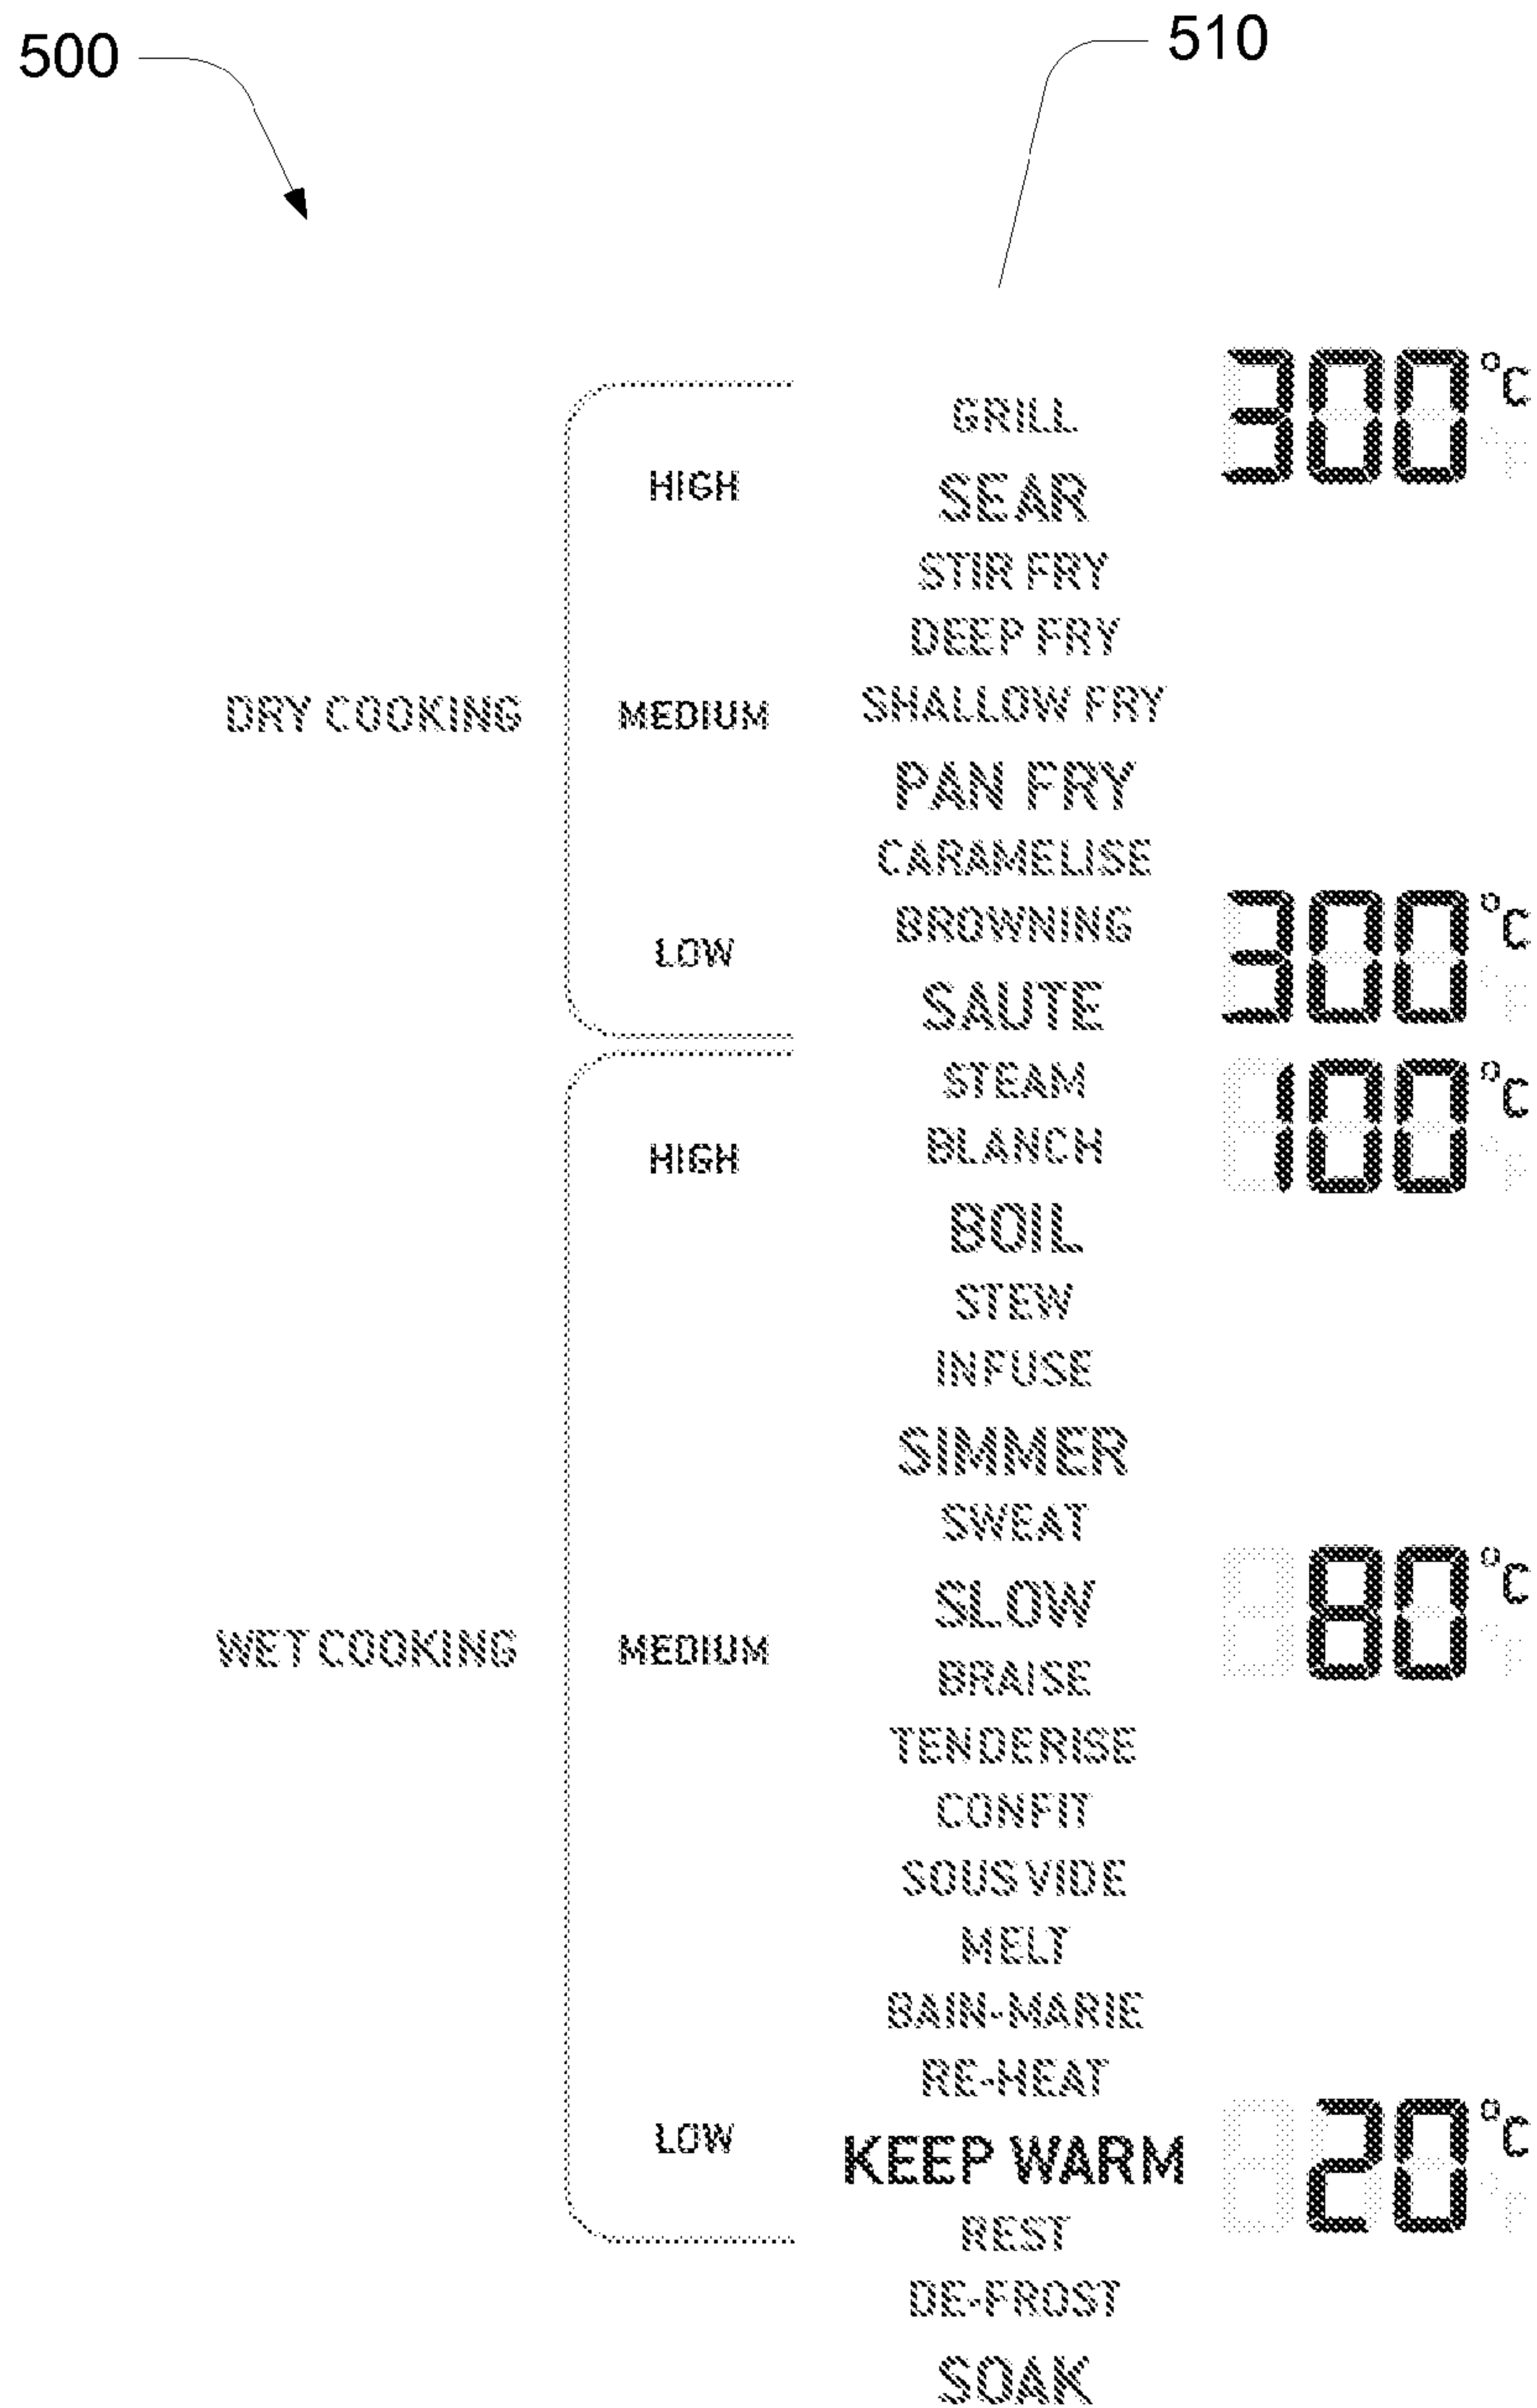 500
510
GRILL
300 °C
HIGH
SEAR
STIR FRY
DEEP FRY
DRY COOKING
MEDIUM
SHALLOW FRY
PAN FRY
CARAMELISE
BROWNING
300 °C
LOW
SAUTE
STEAM
100 °C
HIGH
BLANCH
BOIL
STEW
INFUSE
SIMMER
SWEAT
SLOW
80 °C
WET COOKING
MEDIUM
BRAISE
TENDERISE
CONFIT
SOUS VIDE
MELT
BAIN-MARIE
RE-HEAT
LOW
KEEP WARM
20 °C
REST
DE-FROST
SOAK